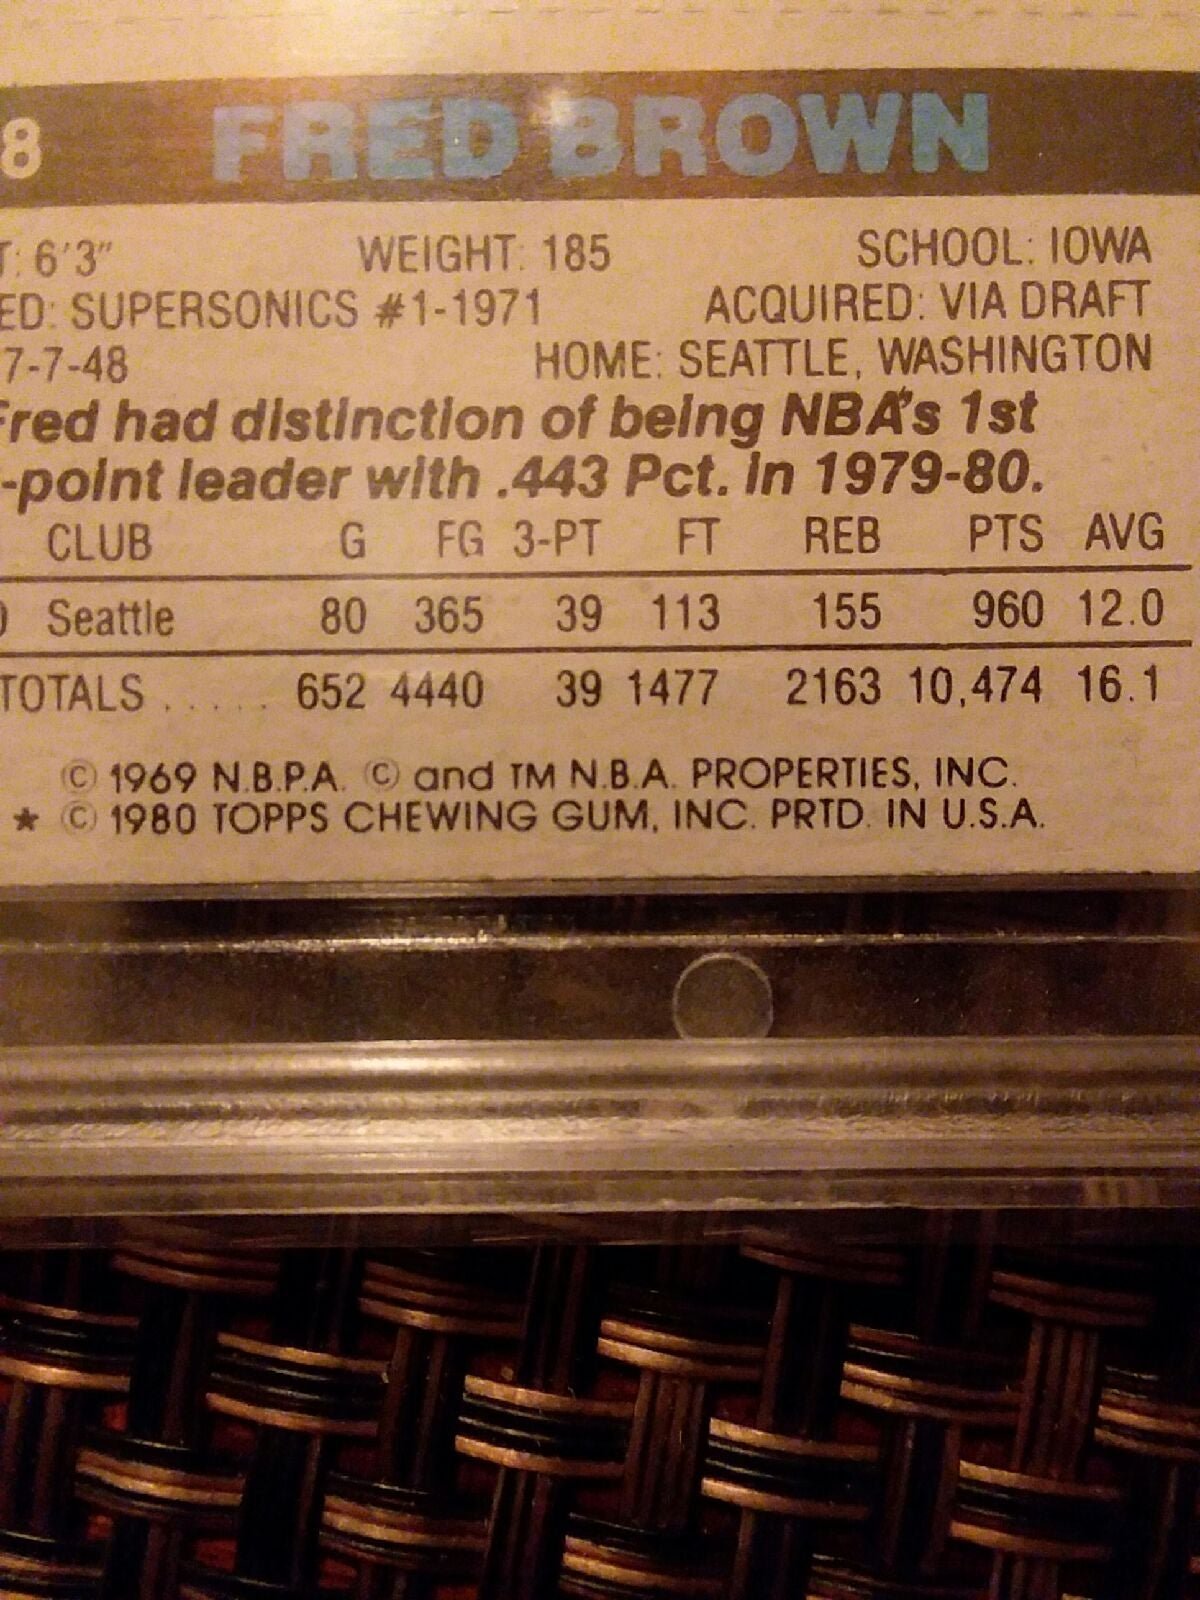 8 FRED BROWN
T: 6'3" WEIGHT: 185 SCHOOL: IOWA
ED: SUPERSONICS #1-1971 ACQUIRED: VIA DRAFT
7-7-48 HOME: SEATTLE, WASHINGTON
Fred had distinction of being NBA's 1st
-point leader with .443 Pct. in 1979-80.
CLUB G FG 3-PT FT REB PTS AVG
0 Seattle 80 365 39 113 155 960 12.0
TOTALS ..... 652 4440 39 1477 2163 10,474 16.1
© 1969 N.B.P.A. © and TM N.B.A. PROPERTIES, INC.
* © 1980 TOPPS CHEWING GUM, INC. PRTD. IN U.S.A.